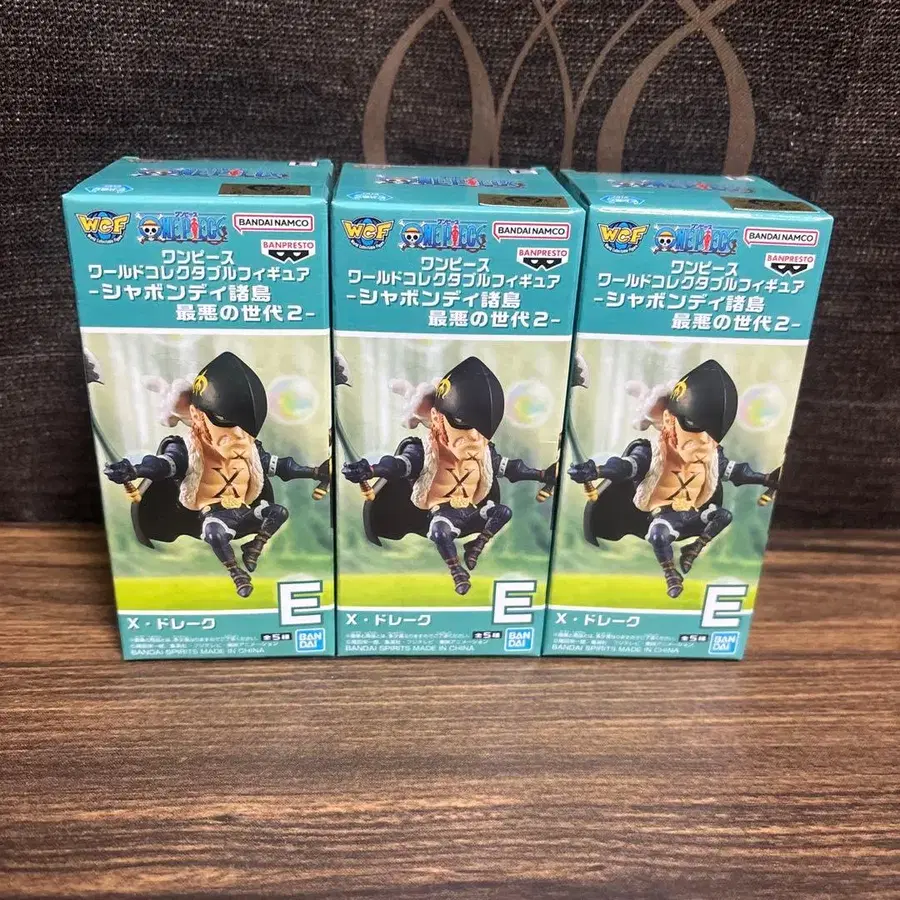 ONE PIECE
WCF
ONE PIECE
BANDAI NAMCO
BANPRESTO
ワンピース
ワールドコレクタブルフィギュア
-シャボンディ諸島
最悪の世代2-
X
X・ドレーク
E
全5種
BANDAI SPIRITS MADE IN CHINA
BANDAI
ONE PIECE
WCF
ONE PIECE
BANDAI NAMCO
BANPRESTO
ワンピース
ワールドコレクタブルフィギュア
-シャボンディ諸島
最悪の世代2-
X
X・ドレーク
E
全5種
BANDAI SPIRITS MADE IN CHINA
BANDAI
ONE PIECE
WCF
ONE PIECE
BANDAI NAMCO
BANPRESTO
ワンピース
ワールドコレクタブルフィギュア
-シャボンディ諸島
最悪の世代2-
X
X・ドレーク
E
全5種
BANDAI SPIRITS MADE IN CHINA
BANDAI